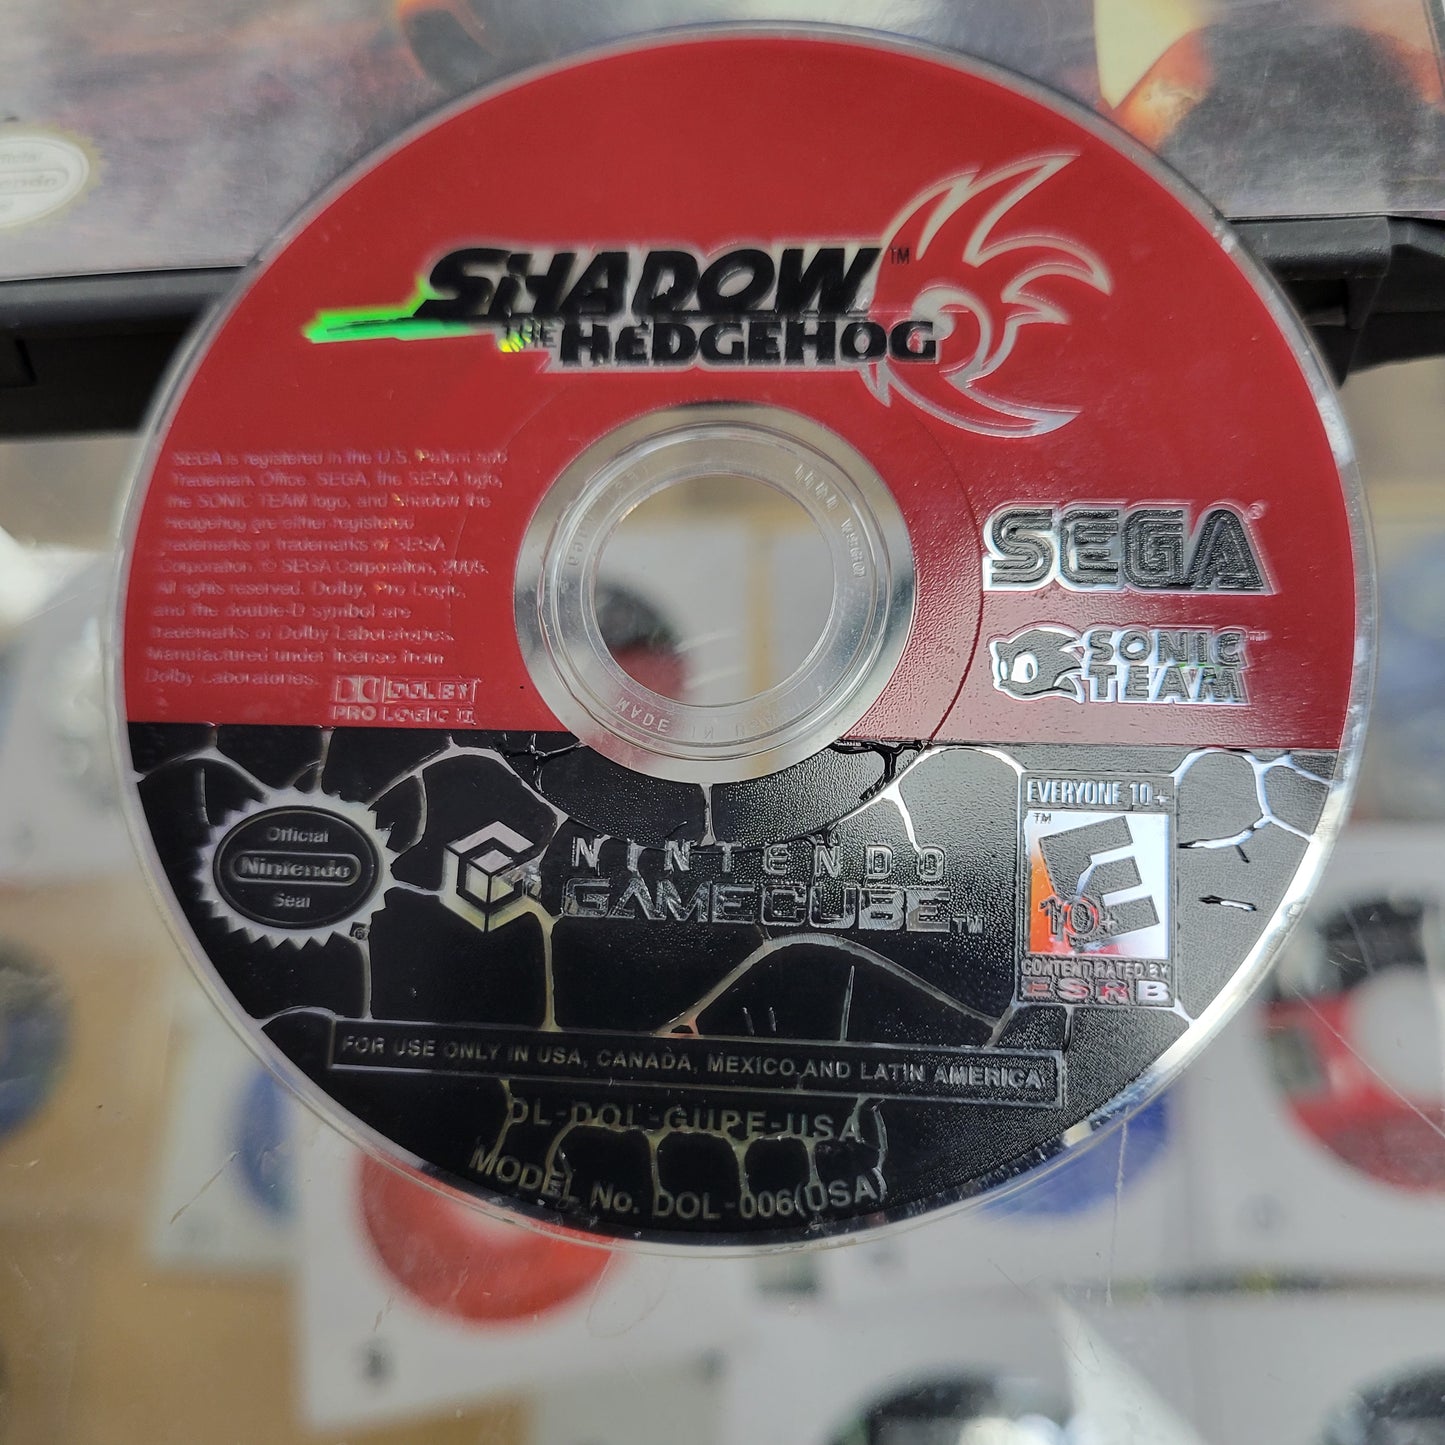 SHADOW™
THE HEDGEHOG
SEGA is registered in the U.S. Patent and
Trademark Office. SEGA, the SEGA logo,
the SONIC TEAM logo, and Shadow the
Hedgehog are either registered
trademarks or trademarks of SEGA
Corporation. © SEGA Corporation, 2005.
All rights reserved. Dolby, Pro Logic,
and the double-D symbol are
trademarks of Dolby Laboratories.
Manufactured under license from
Dolby Laboratories.
DOLBY
PRO LOGIC II
SEGA®
SONIC™
TEAM
MADE IN
Official
Nintendo
Seal
NINTENDO
GAMECUBE™
EVERYONE 10+
™
E
10+
CONTENT RATED BY
ESRB
FOR USE ONLY IN USA, CANADA, MEXICO AND LATIN AMERICA
DL-DOL-GUPE-USA
MODEL No. DOL-006(USA)